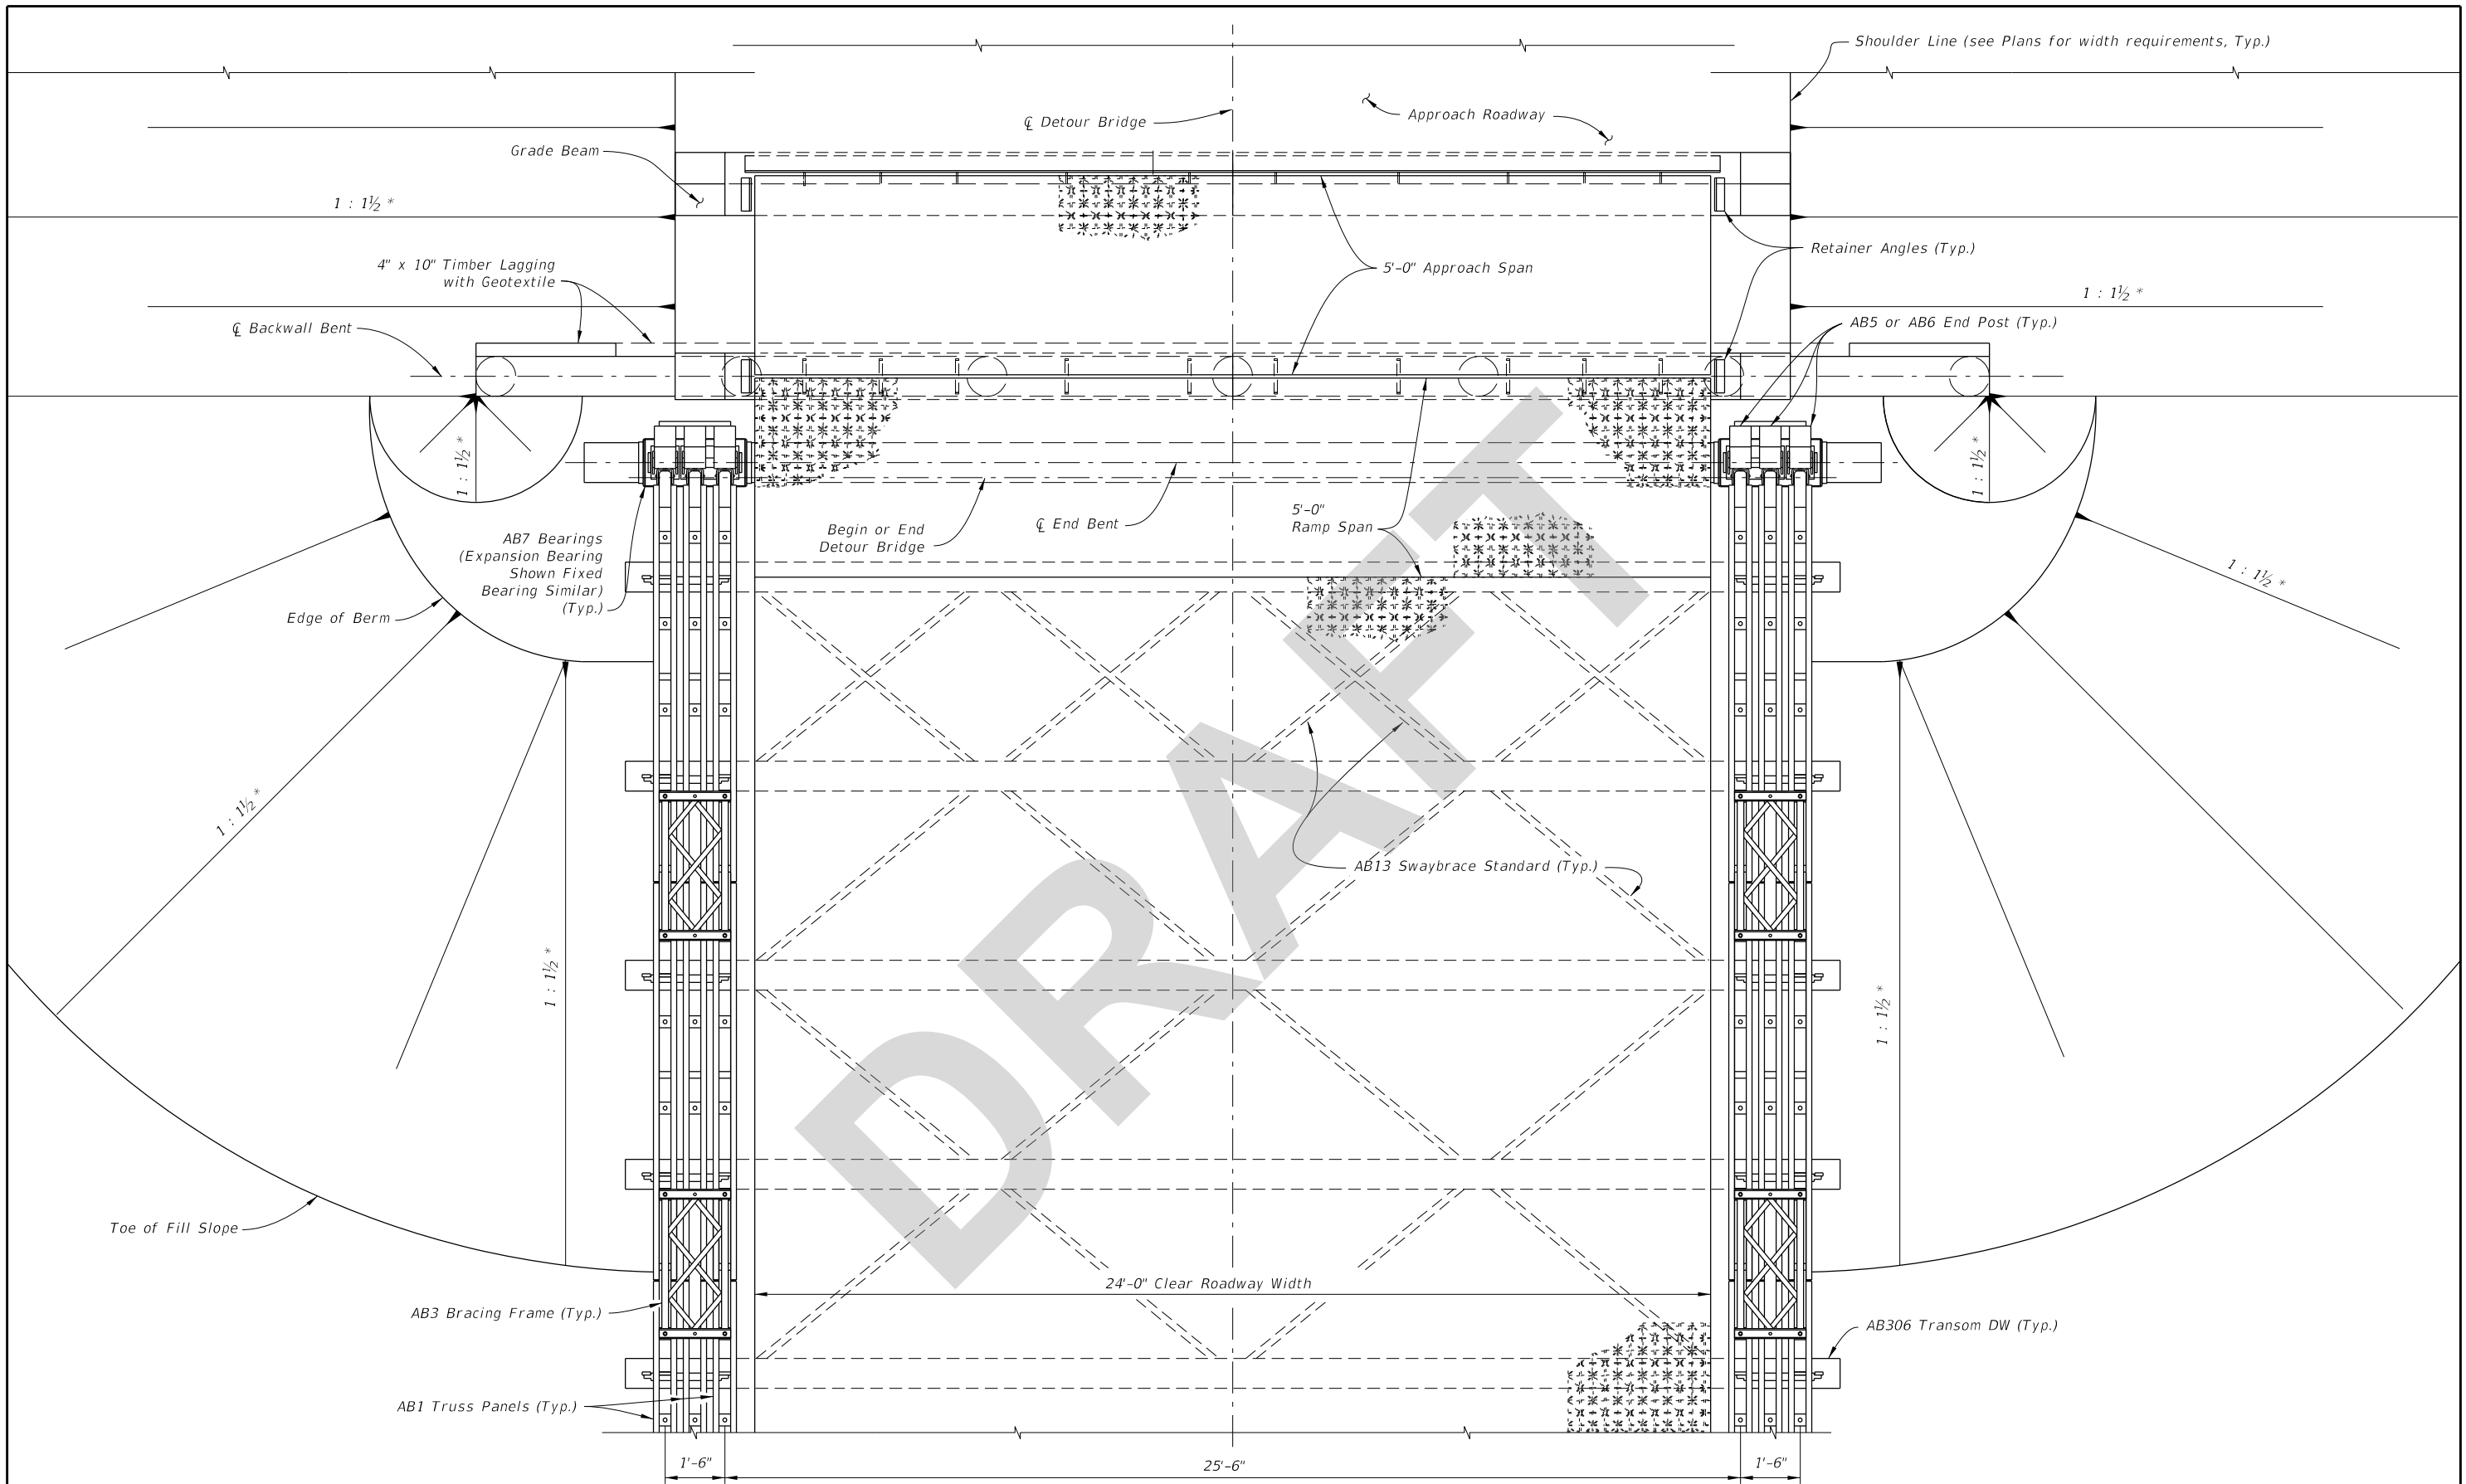 Shoulder Line (see Plans for width requirements, Typ.)
℄ Detour Bridge
Approach Roadway
Grade Beam
1 : 1½ *
Retainer Angles (Typ.)
4" x 10" Timber Lagging
with Geotextile
5'-0" Approach Span
1 : 1½ *
℄ Backwall Bent
AB5 or AB6 End Post (Typ.)
1 : 1½ *
1 : 1½ *
AB7 Bearings
(Expansion Bearing
Shown Fixed
Bearing Similar)
(Typ.)
Begin or End
Detour Bridge
℄ End Bent
5'-0"
Ramp Span
1 : 1½ *
Edge of Berm
1 : 1½ *
AB13 Swaybrace Standard (Typ.)
1 : 1½ *
1 : 1½ *
DRAFT
Toe of Fill Slope
24'-0" Clear Roadway Width
AB3 Bracing Frame (Typ.)
AB306 Transom DW (Typ.)
AB1 Truss Panels (Typ.)
1'-6"
25'-6"
1'-6"